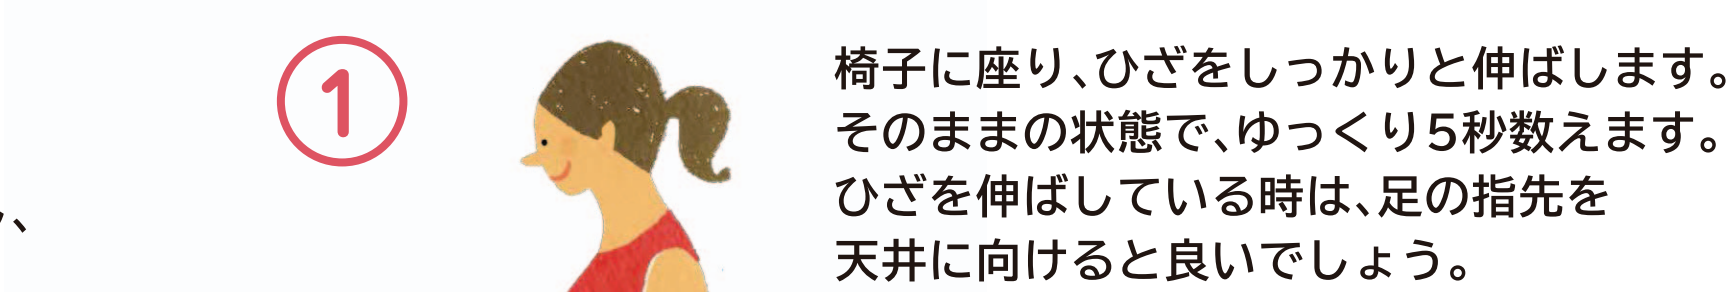 ①
椅子に座り、ひざをしっかりと伸ばします。
そのままの状態で、ゆっくり5秒数えます。
ひざを伸ばしている時は、足の指先を
天井に向けると良いでしょう。